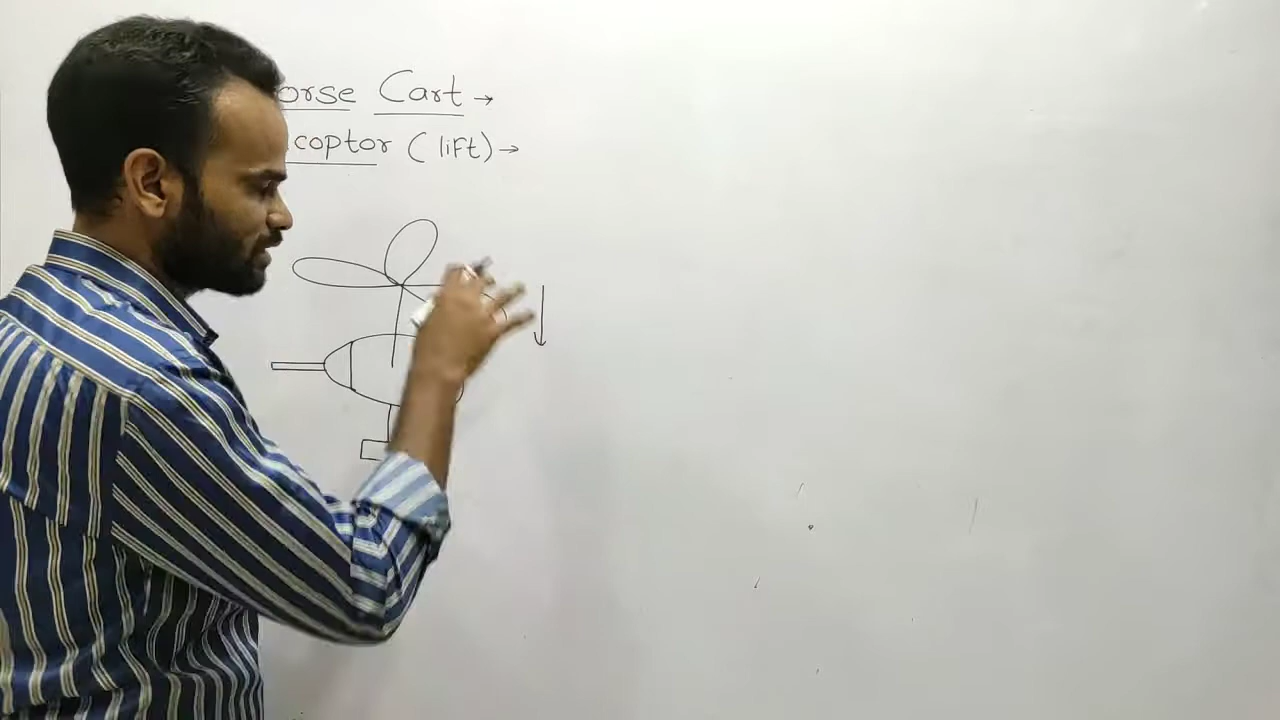 orse Cart →
coptor (lift) →